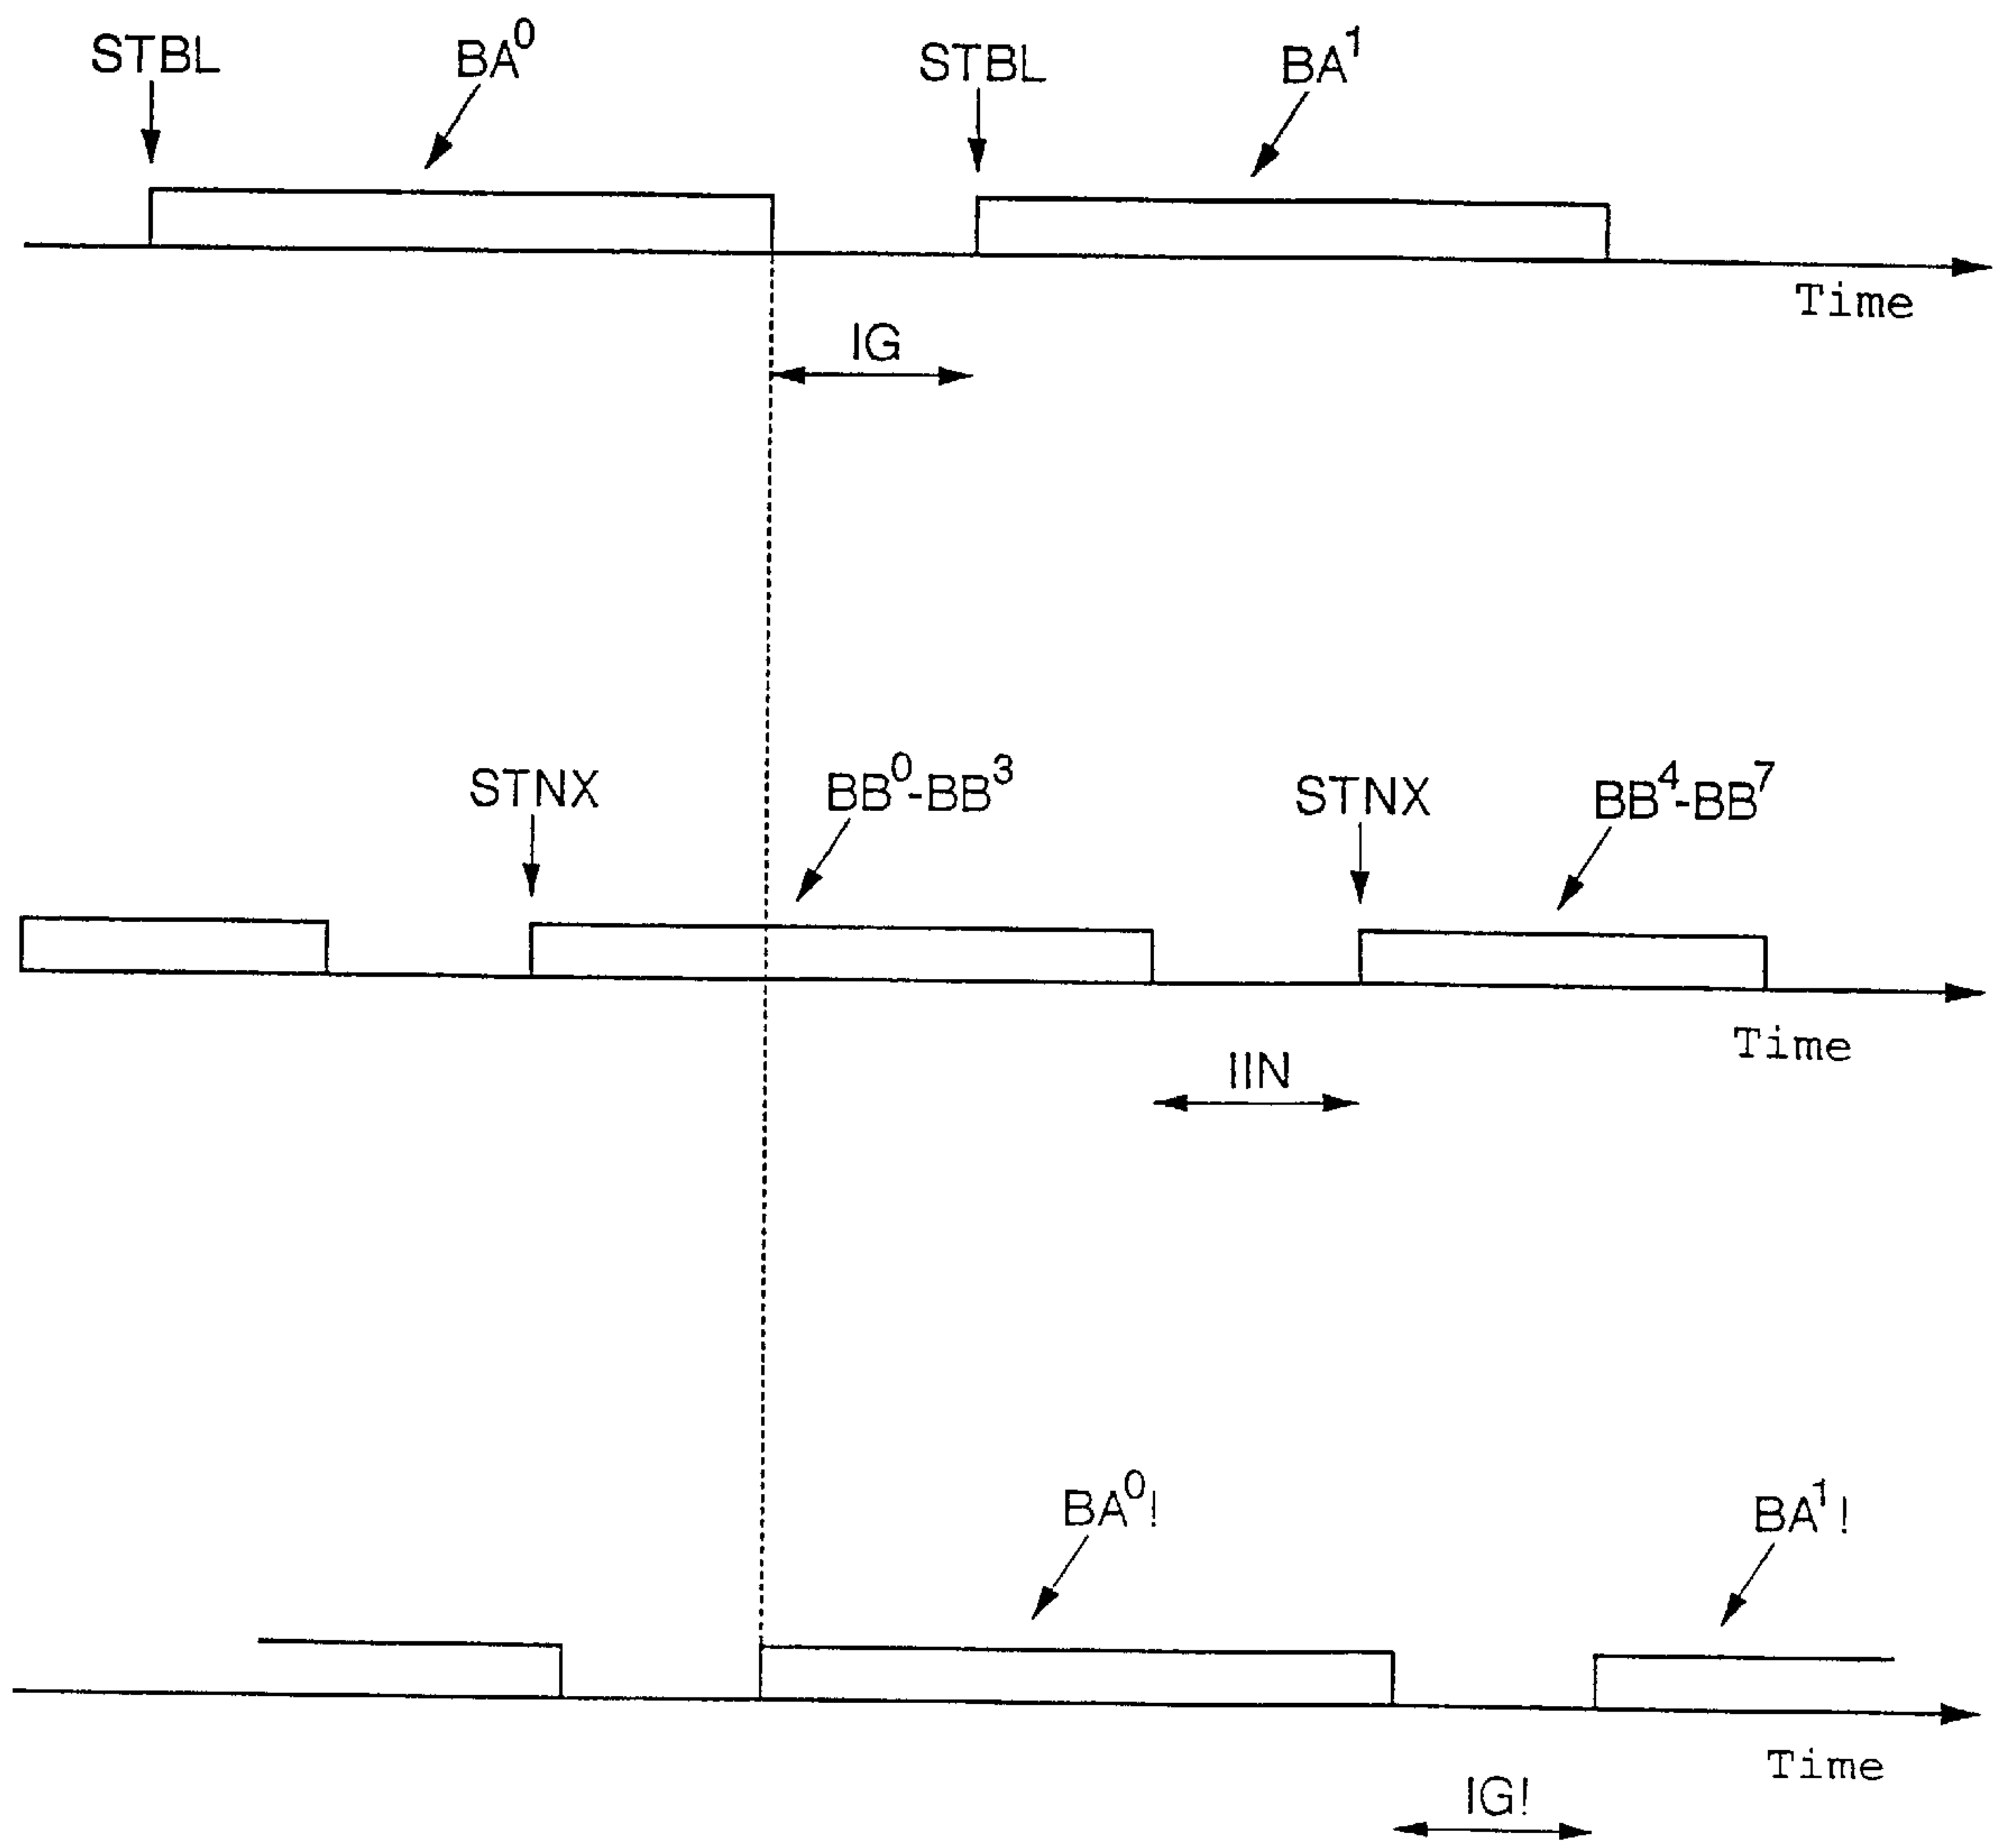 STBL BA⁰ STBL BA¹
Time
IG
STNX BB⁰-BB³ STNX BB⁴-BB⁷
Time
IIN
BA⁰! BA¹!
Time
IG!